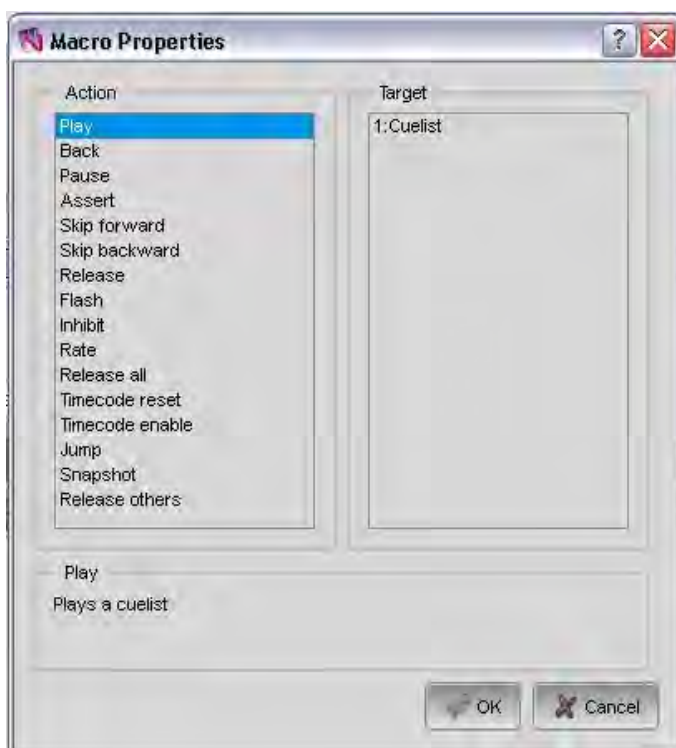 Macro Properties
?
Action
Play
Back
Pause
Assert
Skip forward
Skip backward
Release
Flash
Inhibit
Rate
Release all
Timecode reset
Timecode enable
Jump
Snapshot
Release others
Target
1:Cuelist
Play
Plays a cuelist
OK
Cancel